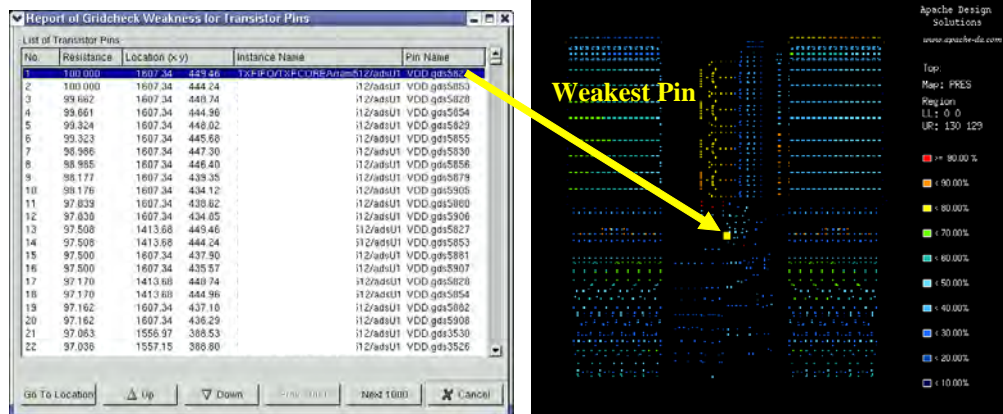 Report of Gridcheck Weakness for Transistor Pins
List of Transistor Pins
No. Resistance Location (x y) Instance Name Pin Name
1 100.000 1607.34 449.46 VDD.gds582
2 100.000 1607.34 444.24 i12/adsU1 VDD.gds5853
3 99.662 1607.34 448.74 i12/adsU1 VDD.gds5828
4 99.661 1607.34 444.96 i12/adsU1 VDD.gds5854
5 99.324 1607.34 448.02 i12/adsU1 VDD.gds5829
6 99.323 1607.34 445.68 i12/adsU1 VDD.gds5855
7 98.986 1607.34 447.30 i12/adsU1 VDD.gds5830
8 98.985 1607.34 446.40 i12/adsU1 VDD.gds5856
9 98.177 1607.34 439.35 i12/adsU1 VDD.gds5879
10 98.176 1607.34 434.12 i12/adsU1 VDD.gds5905
11 97.839 1607.34 438.62 i12/adsU1 VDD.gds5880
12 97.838 1607.34 434.85 i12/adsU1 VDD.gds5906
13 97.508 1413.68 449.46 i12/adsU1 VDD.gds5827
14 97.508 1413.68 444.24 i12/adsU1 VDD.gds5853
15 97.500 1607.34 437.90 i12/adsU1 VDD.gds5881
16 97.500 1607.34 435.57 i12/adsU1 VDD.gds5907
17 97.170 1413.68 448.74 i12/adsU1 VDD.gds5828
18 97.170 1413.68 444.96 i12/adsU1 VDD.gds5854
19 97.162 1607.34 437.18 i12/adsU1 VDD.gds5882
20 97.162 1607.34 436.29 i12/adsU1 VDD.gds5908
21 97.063 1556.97 388.53 i12/adsU1 VDD.gds3530
22 97.038 1557.15 388.80 i12/adsU1 VDD.gds3526
Go To Location Up Down Prev 1000 Next 1000 Cancel
Weakest Pin
Apache Design
Solutions
www.apache-da.com
Top:
Map: PRES
Region
LL: 0 0
UR: 130 129
>= 90.00 %
< 90.00%
< 80.00%
< 70.00%
< 60.00%
< 50.00%
< 40.00%
< 30.00%
< 20.00%
< 10.00%